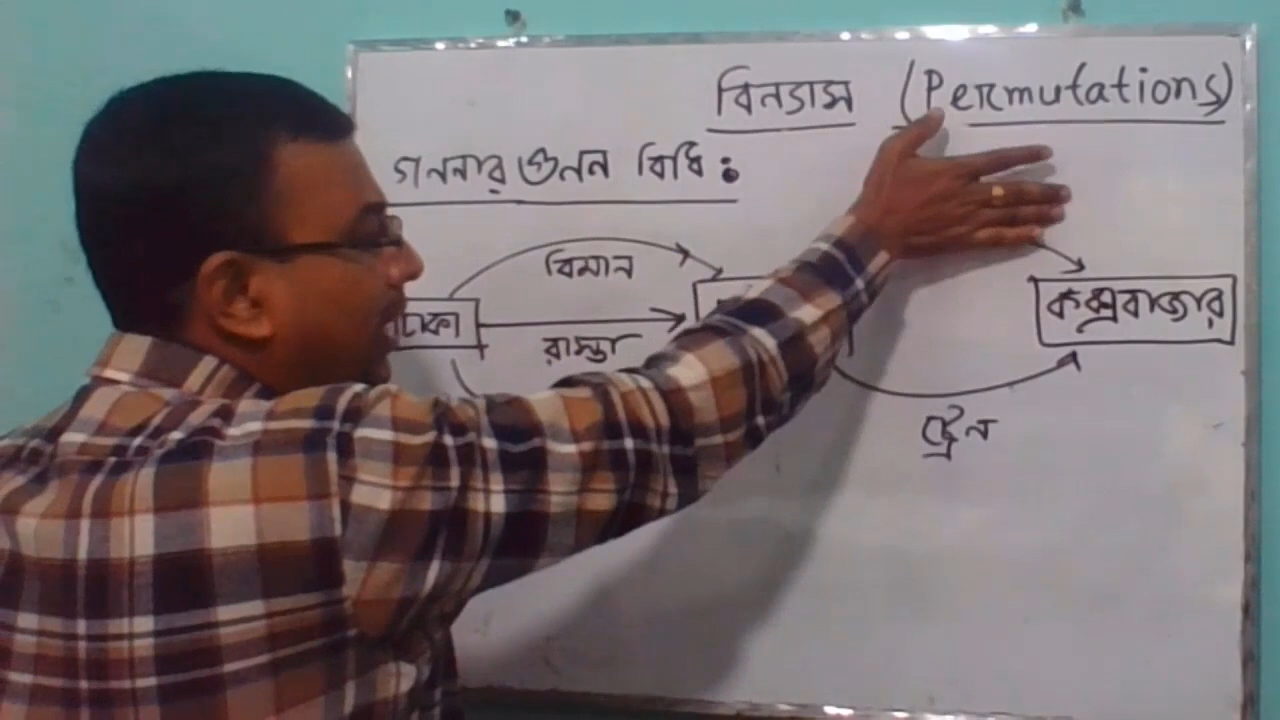 বিন্যাস (Permutations)
গননার গুনন বিধি :
বিমান
ঢাকা
কক্সবাজার
রাস্তা
ট্রেন